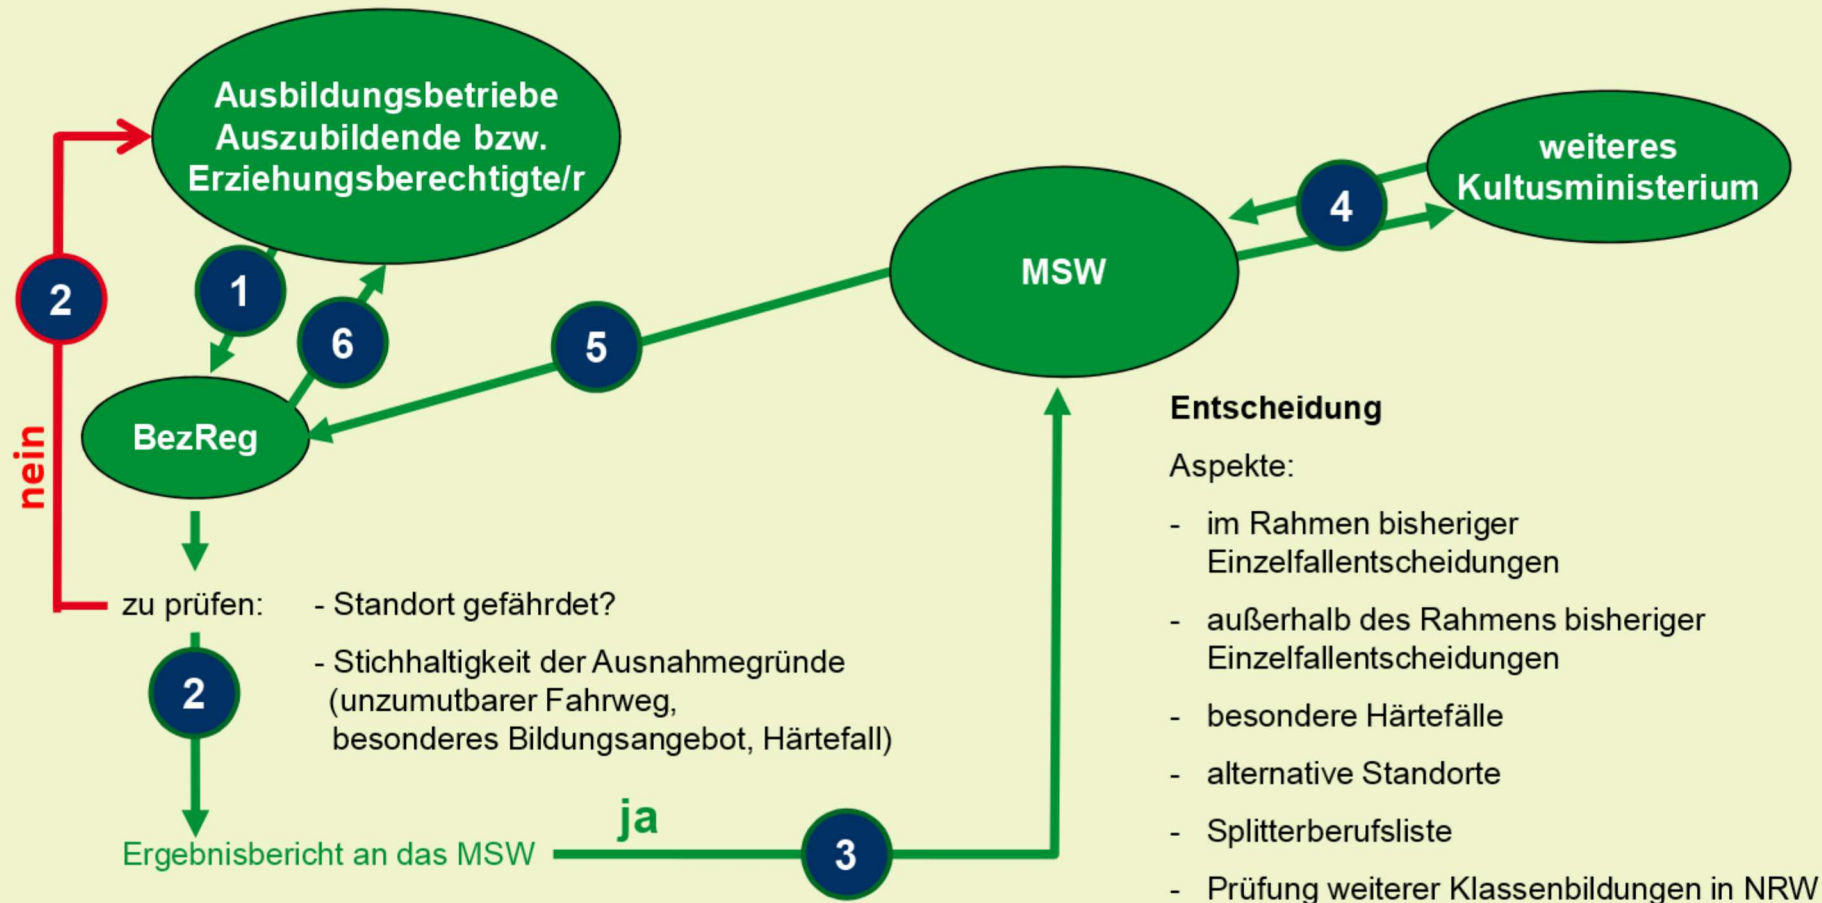 Ausbildungsbetriebe
Auszubildende bzw.
Erziehungsberechtigte/r
weiteres
Kultusministerium
4
MSW
1
2
6
5
BezReg
nein
Entscheidung
Aspekte:
- im Rahmen bisheriger
Einzelfallentscheidungen
- außerhalb des Rahmens bisheriger
Einzelfallentscheidungen
- besondere Härtefälle
- alternative Standorte
- Splitterberufsliste
- Prüfung weiterer Klassenbildungen in NRW
zu prüfen:
- Standort gefährdet?
- Stichhaltigkeit der Ausnahmegründe
(unzumutbarer Fahrweg,
besonderes Bildungsangebot, Härtefall)
2
ja
Ergebnisbericht an das MSW
3